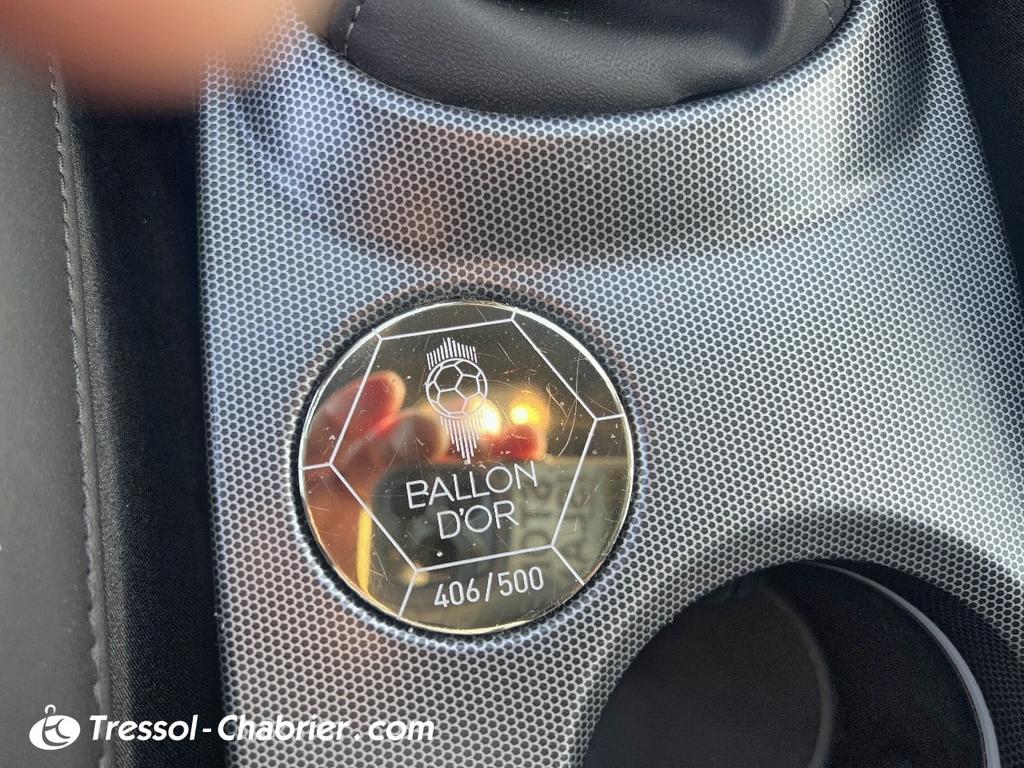 BALLON
D'OR
406/500
Tressol-Chabrier.com